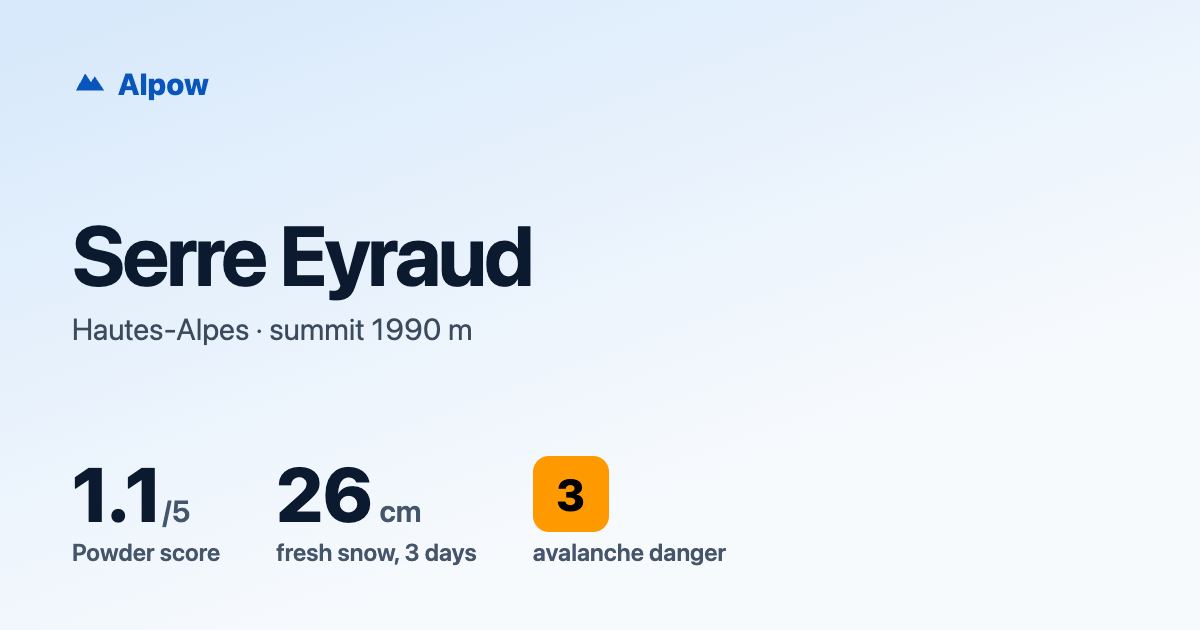 Alpow
Serre Eyraud
Hautes-Alpes · summit 1990 m
1.1/5
Powder score
26 cm
fresh snow, 3 days
3
avalanche danger